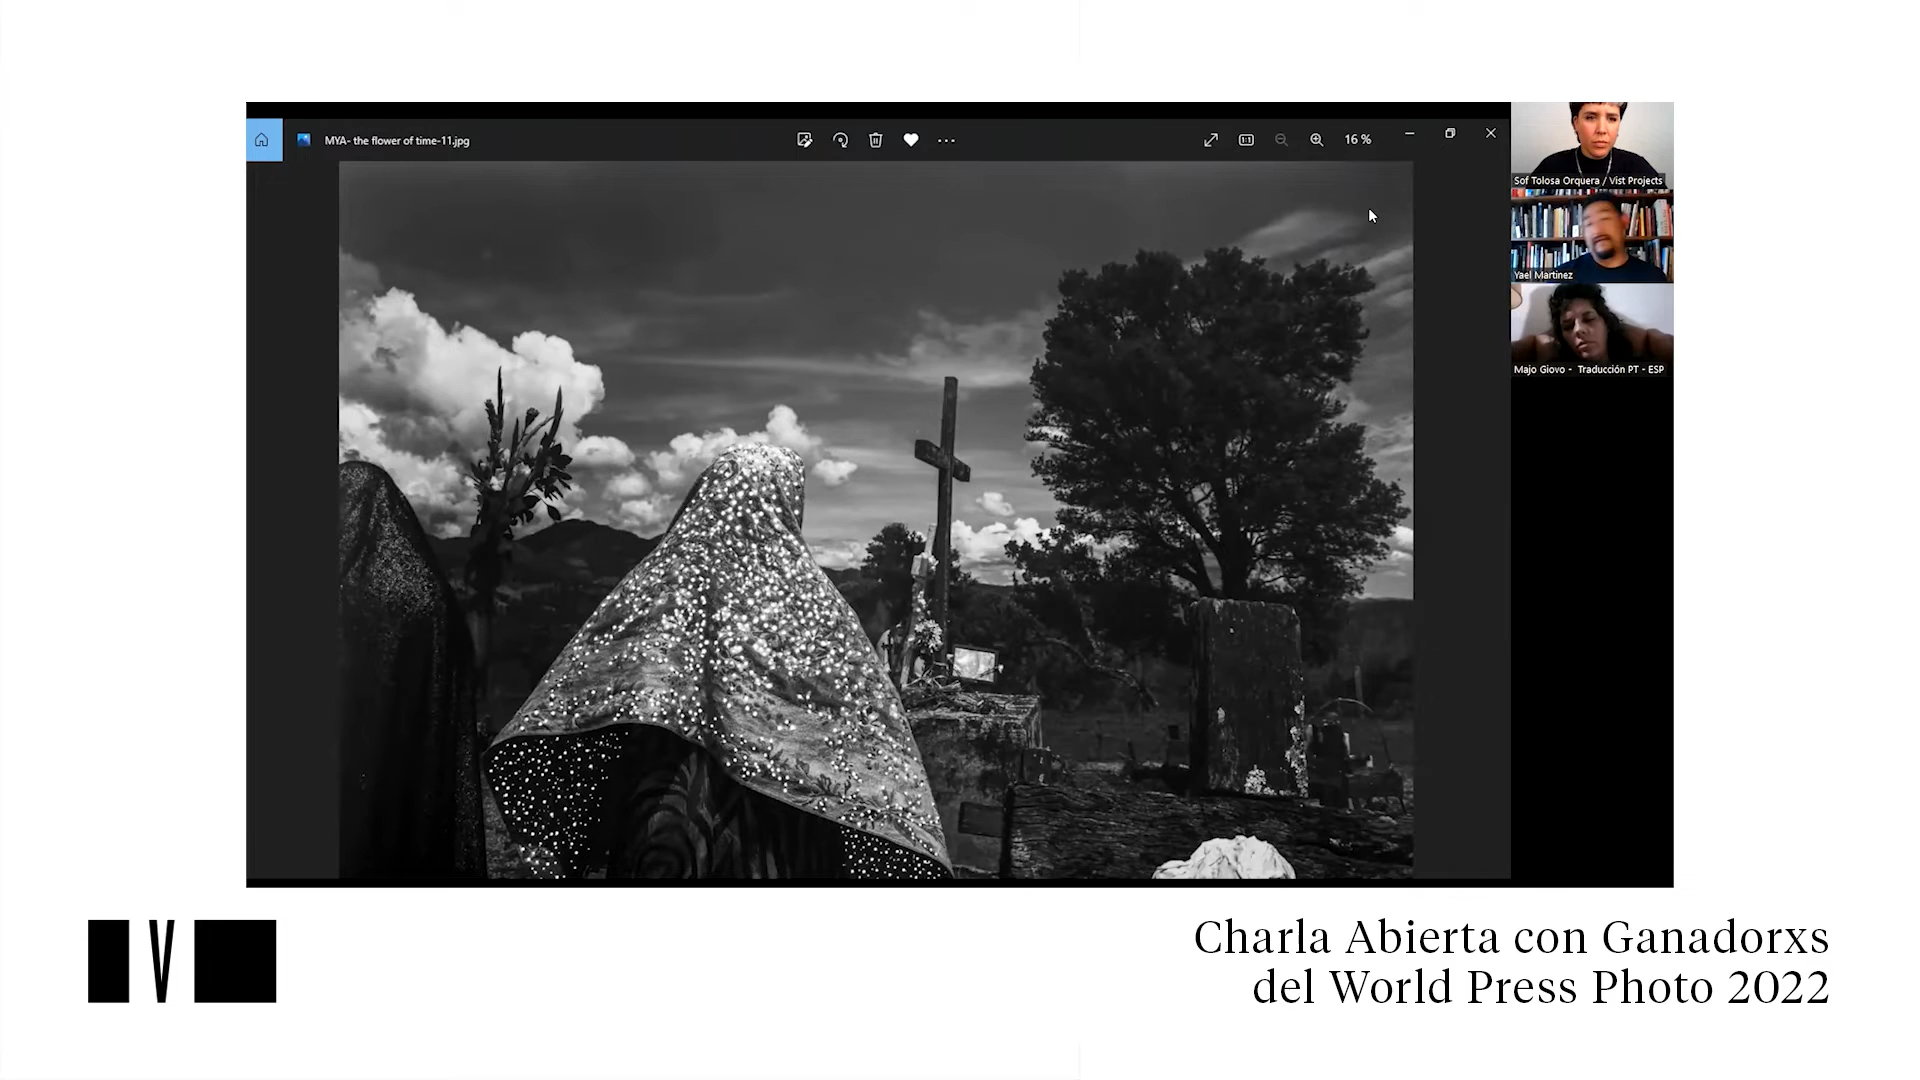 MYA- the flower of time-11.jpg
16 %
Sof Tolosa Orquera / Vist Projects
Yael Martinez
Majo Giovo - Traducción PT - ESP
V
Charla Abierta con Ganadorxs
del World Press Photo 2022